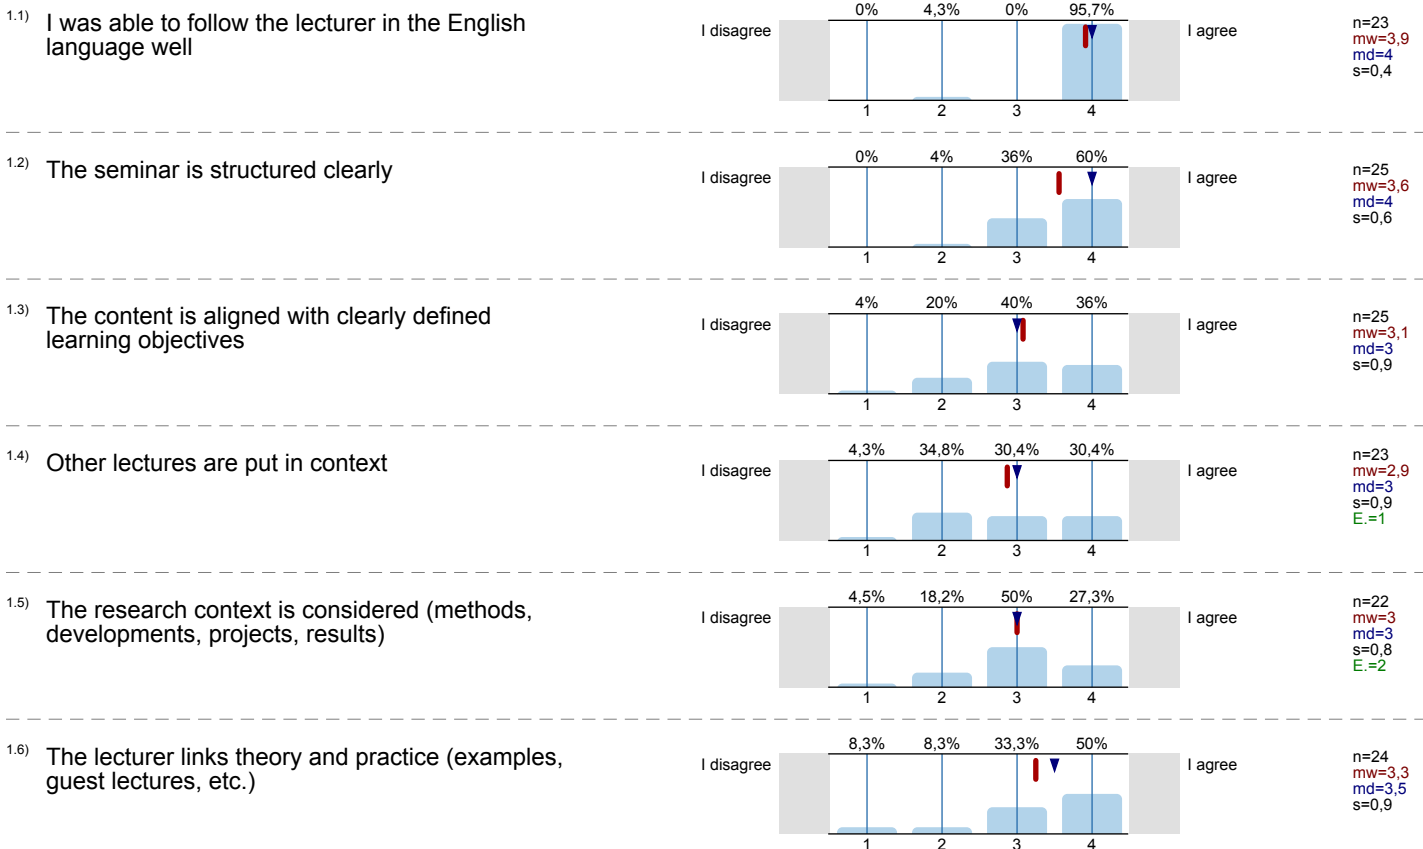 1.1) I was able to follow the lecturer in the English
language well
0% 4,3% 0% 95,7%
I disagree I agree
1 2 3 4
n=23
mw=3,9
md=4
s=0,4
1.2) The seminar is structured clearly
0% 4% 36% 60%
I disagree I agree
1 2 3 4
n=25
mw=3,6
md=4
s=0,6
1.3) The content is aligned with clearly defined
learning objectives
4% 20% 40% 36%
I disagree I agree
1 2 3 4
n=25
mw=3,1
md=3
s=0,9
1.4) Other lectures are put in context
4,3% 34,8% 30,4% 30,4%
I disagree I agree
1 2 3 4
n=23
mw=2,9
md=3
s=0,9
E.=1
1.5) The research context is considered (methods,
developments, projects, results)
4,5% 18,2% 50% 27,3%
I disagree I agree
1 2 3 4
n=22
mw=3
md=3
s=0,8
E.=2
1.6) The lecturer links theory and practice (examples,
guest lectures, etc.)
8,3% 8,3% 33,3% 50%
I disagree I agree
1 2 3 4
n=24
mw=3,3
md=3,5
s=0,9